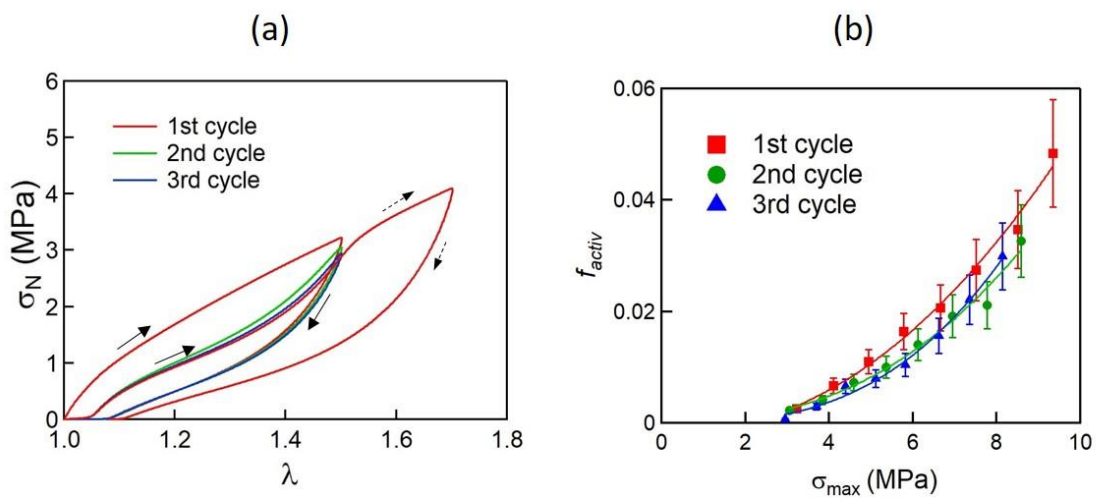 (a)
(b)
6
5
4
3
2
1
0
σN (MPa)
1st cycle
2nd cycle
3rd cycle
1.0 1.2 1.4 1.6 1.8
λ
0.06
0.04
0.02
0
factiv
1st cycle
2nd cycle
3rd cycle
0 2 4 6 8 10
σmax (MPa)